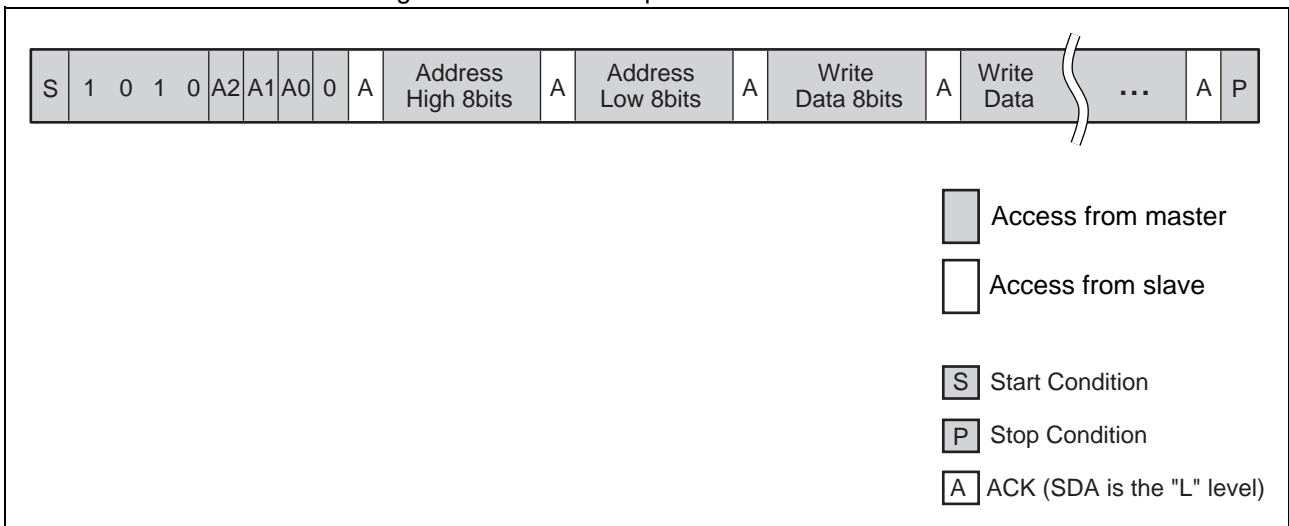 S 1 0 1 0 A2 A1 A0 0 A Address High 8bits A Address Low 8bits A Write Data 8bits A Write Data ... A P
Access from master
Access from slave
S Start Condition
P Stop Condition
A ACK (SDA is the "L" level)